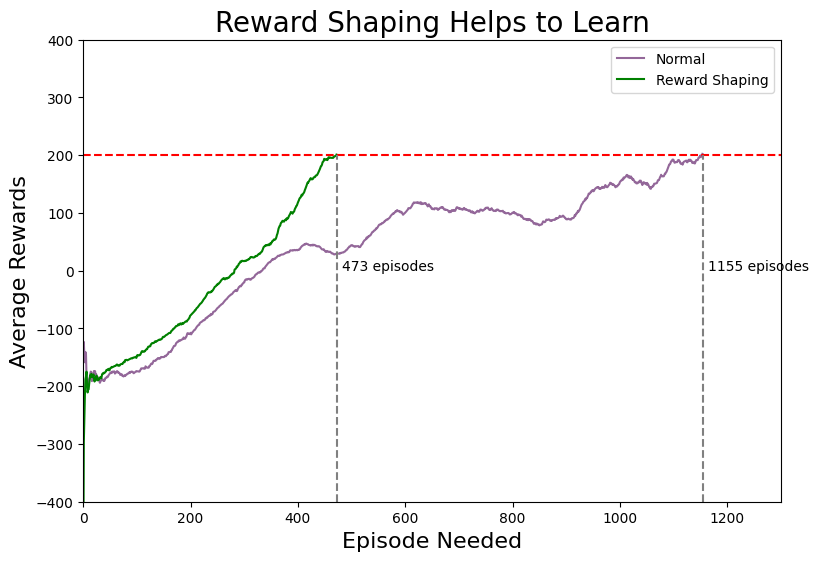 Reward Shaping Helps to Learn
400
300
200
100
0
−100
−200
−300
−400
Average Rewards
Normal
Reward Shaping
473 episodes
1155 episodes
0
200
400
600
800
1000
1200
Episode Needed